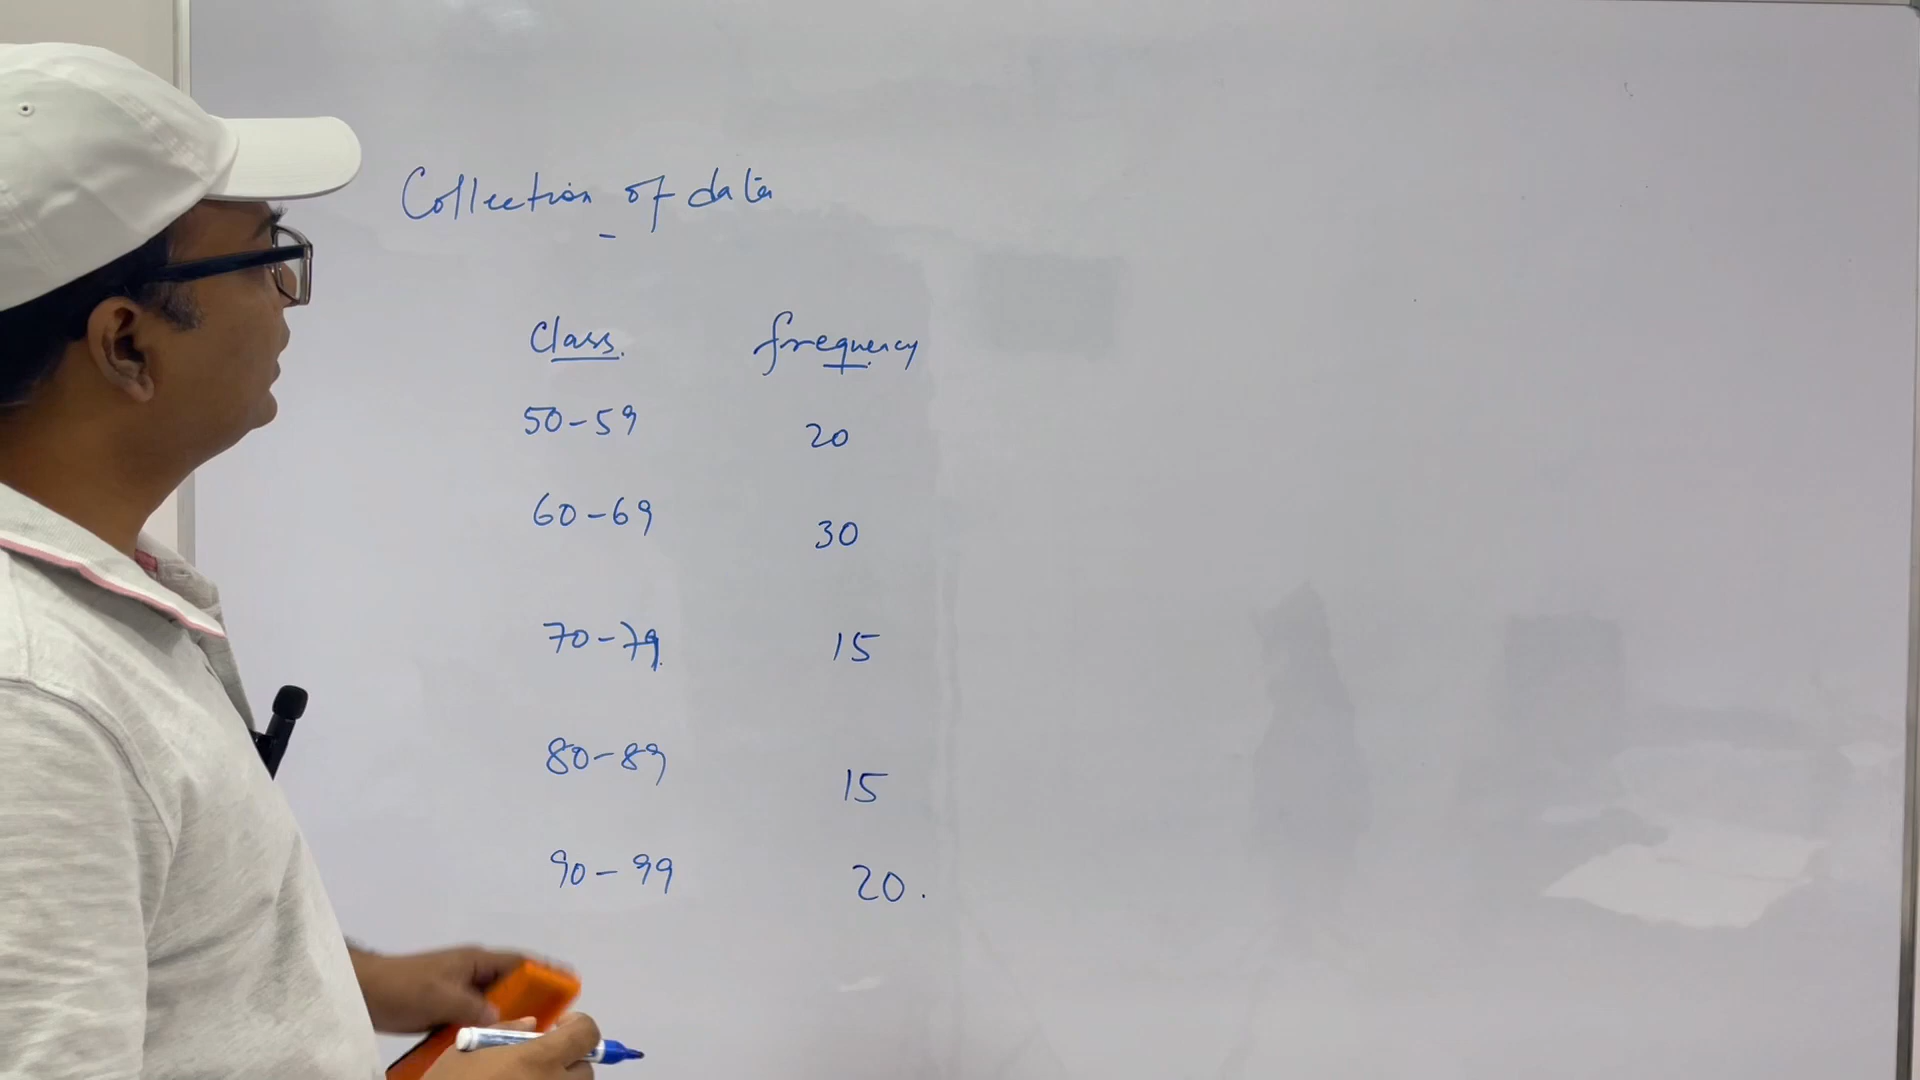 Collection of data
Class. frequency
50-59 20
60-69 30
70-79. 15
80-89 15
90-99 20.